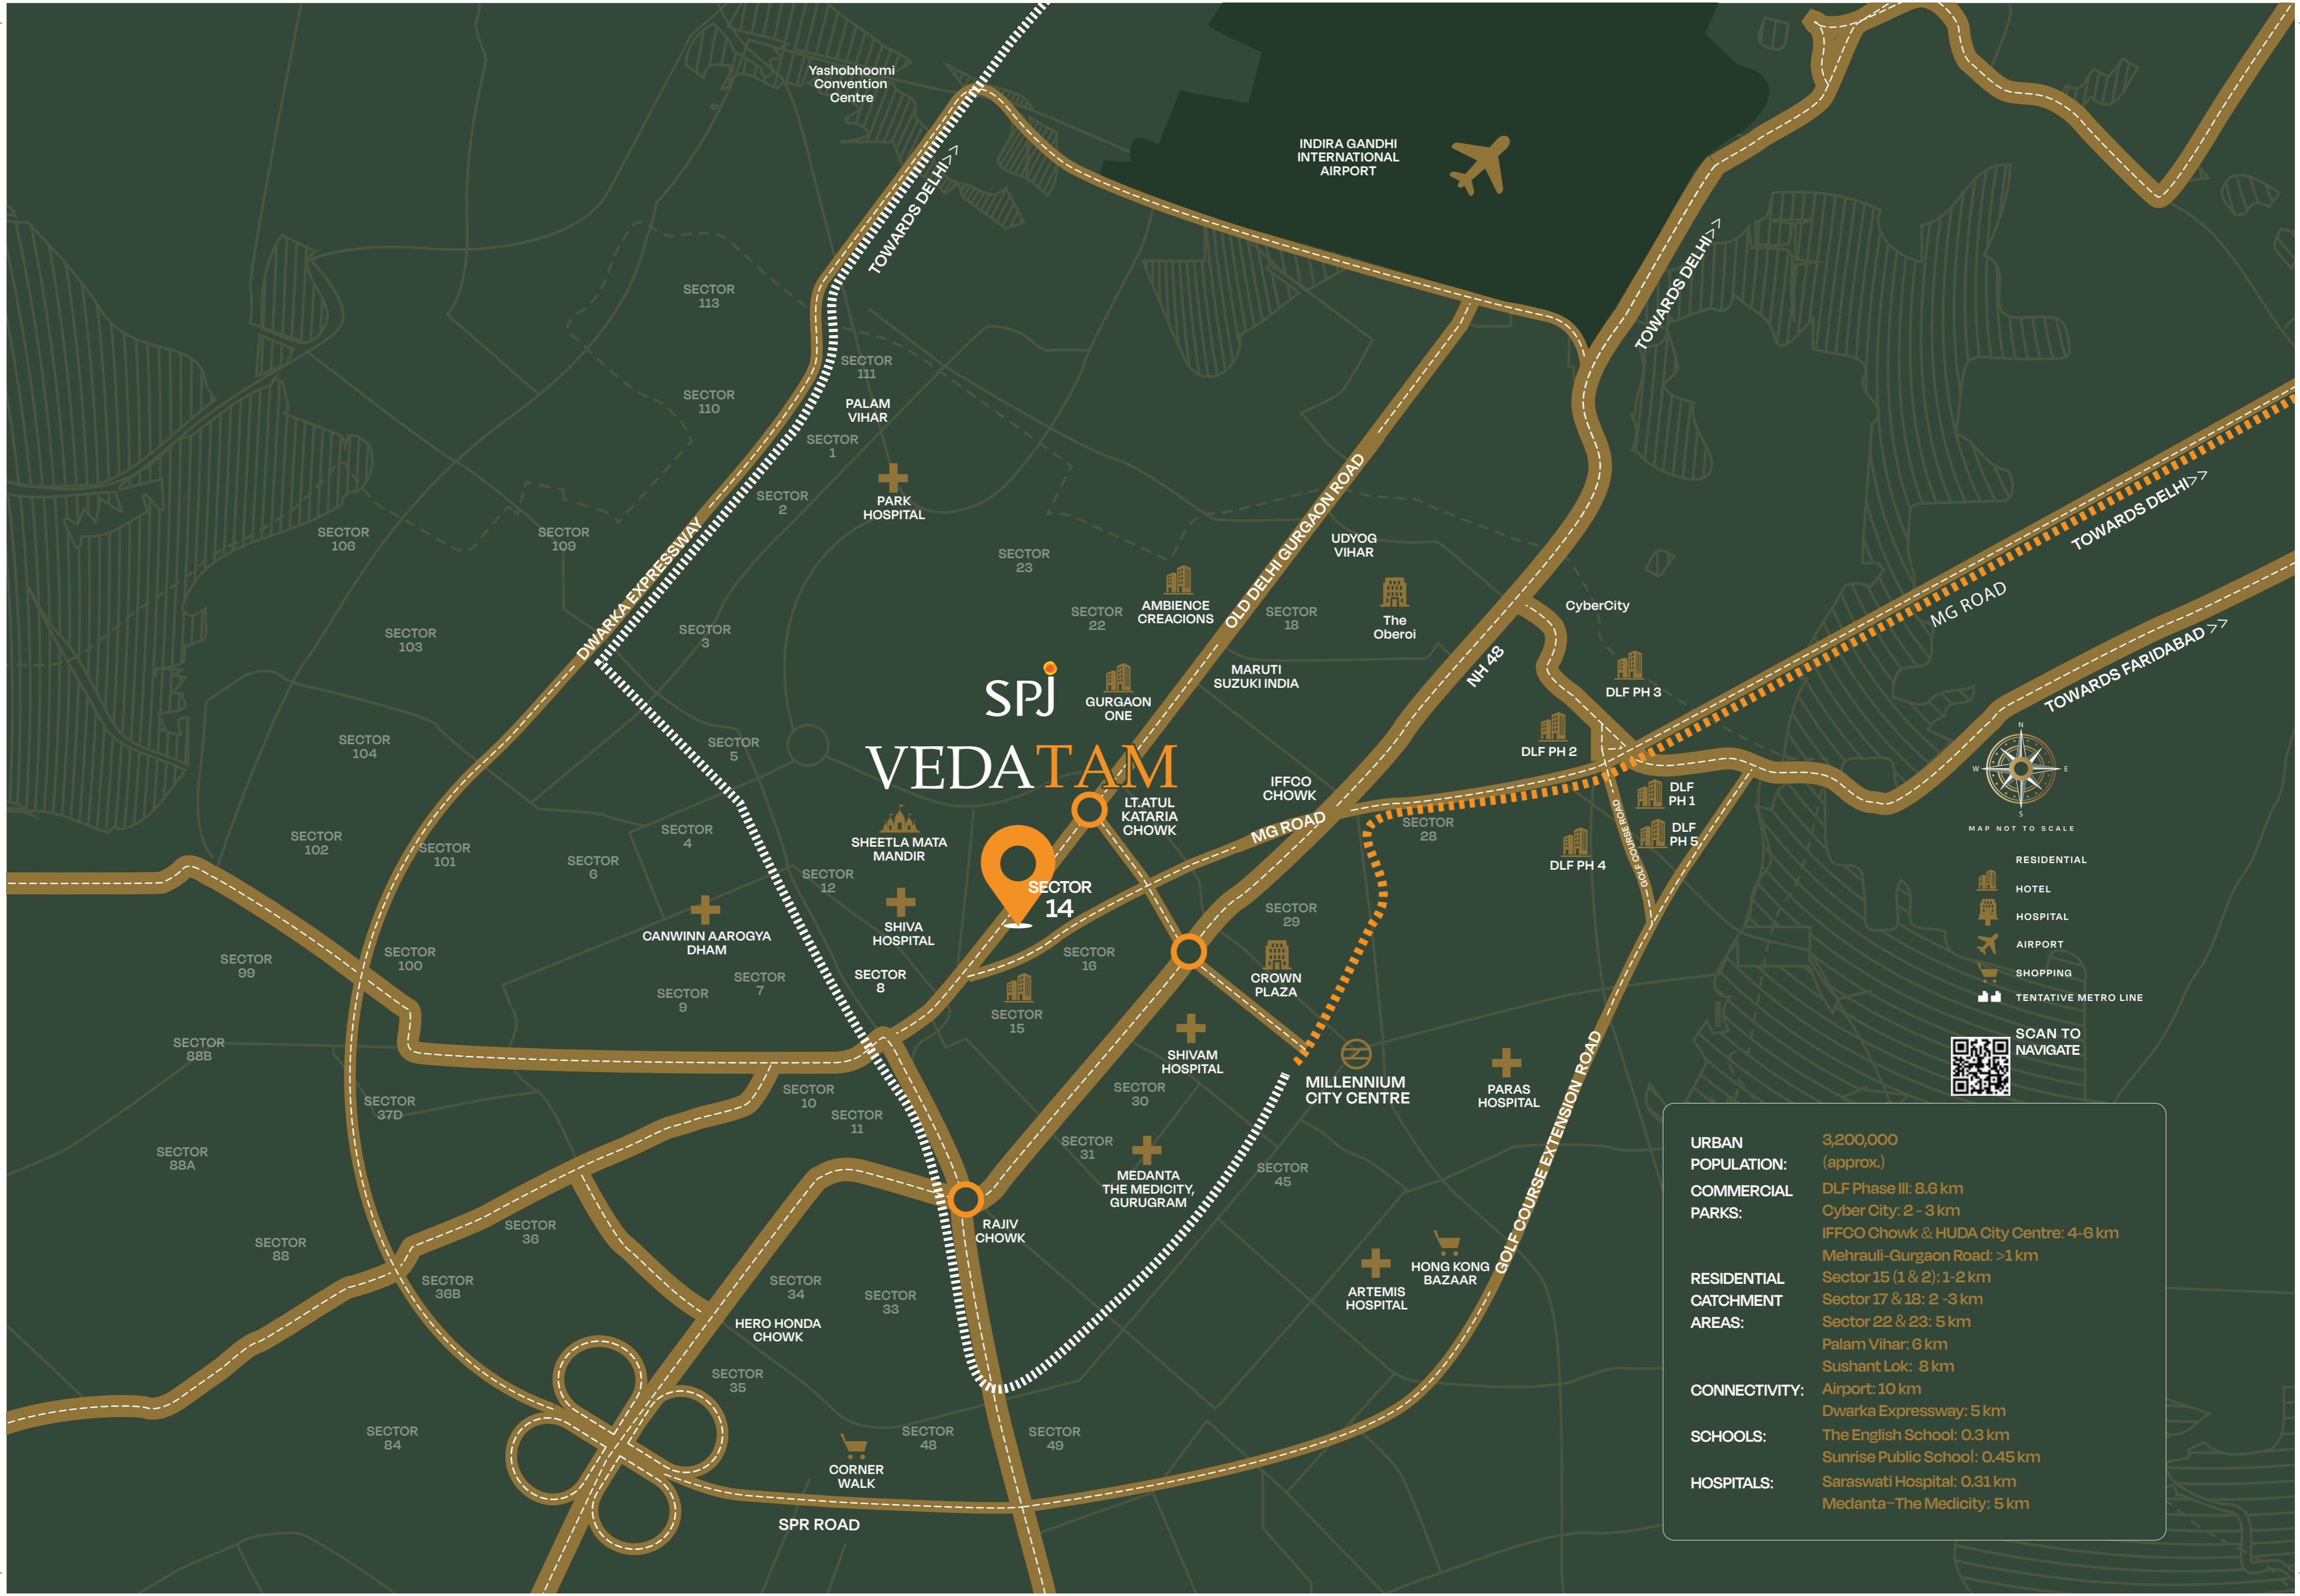 Yashobhoomi
Convention
Centre
INDIRA GANDHI
INTERNATIONAL
AIRPORT
TOWARDS DELHI>>
TOWARDS DELHI>>
SECTOR
113
SECTOR
111
SECTOR
110
PALAM
VIHAR
SECTOR
1
SECTOR
2
PARK
HOSPITAL
SECTOR
106
SECTOR
109
DWARKA EXPRESSWAY
SECTOR
23
OLD DELHI GURGAON ROAD
UDYOG
VIHAR
TOWARDS DELHI>>
MG ROAD
TOWARDS FARIDABAD >>
AMBIENCE
CREACIONS
SECTOR
22
SECTOR
18
The
Oberoi
CyberCity
SECTOR
103
SECTOR
3
MARUTI
SUZUKI INDIA
NH 48
DLF PH 3
SPJ
VEDATAM
GURGAON
ONE
SECTOR
104
SECTOR
5
DLF PH 2
IFFCO
CHOWK
LT.ATUL
KATARIA
CHOWK
MG ROAD
SECTOR
28
DLF
PH 1
DLF
PH 5
DLF PH 4
GOLF COURSE ROAD
N
W
E
S
MAP NOT TO SCALE
RESIDENTIAL
HOTEL
HOSPITAL
AIRPORT
SHOPPING
TENTATIVE METRO LINE
SCAN TO
NAVIGATE
SECTOR
102
SECTOR
101
SECTOR
4
SECTOR
6
SHEETLA MATA
MANDIR
SECTOR
12
SECTOR
14
SHIVA
HOSPITAL
CANWINN AAROGYA
DHAM
SECTOR
29
SECTOR
99
SECTOR
100
SECTOR
7
SECTOR
9
SECTOR
8
SECTOR
16
CROWN
PLAZA
SECTOR
15
SECTOR
88B
SHIVAM
HOSPITAL
MILLENNIUM
CITY CENTRE
PARAS
HOSPITAL
GOLF COURSE EXTENSION ROAD
SECTOR
37D
SECTOR
10
SECTOR
11
SECTOR
30
SECTOR
31
SECTOR
88A
SECTOR
45
MEDANTA
THE MEDICITY,
GURUGRAM
SECTOR
88
SECTOR
36
RAJIV
CHOWK
SECTOR
36B
SECTOR
34
SECTOR
33
HONG KONG
BAZAAR
ARTEMIS
HOSPITAL
HERO HONDA
CHOWK
SECTOR
35
SECTOR
84
SECTOR
48
SECTOR
49
CORNER
WALK
SPR ROAD
URBAN
POPULATION:
3,200,000
(approx.)
COMMERCIAL
PARKS:
DLF Phase III: 8.6 km
Cyber City: 2 - 3 km
IFFCO Chowk & HUDA City Centre: 4-6 km
Mehrauli-Gurgaon Road: >1 km
RESIDENTIAL
CATCHMENT
AREAS:
Sector 15 (1 & 2): 1-2 km
Sector 17 & 18: 2 -3 km
Sector 22 & 23: 5 km
Palam Vihar: 6 km
Sushant Lok: 8 km
CONNECTIVITY:
Airport: 10 km
Dwarka Expressway: 5 km
SCHOOLS:
The English School: 0.3 km
Sunrise Public School: 0.45 km
HOSPITALS:
Saraswati Hospital: 0.31 km
Medanta–The Medicity: 5 km